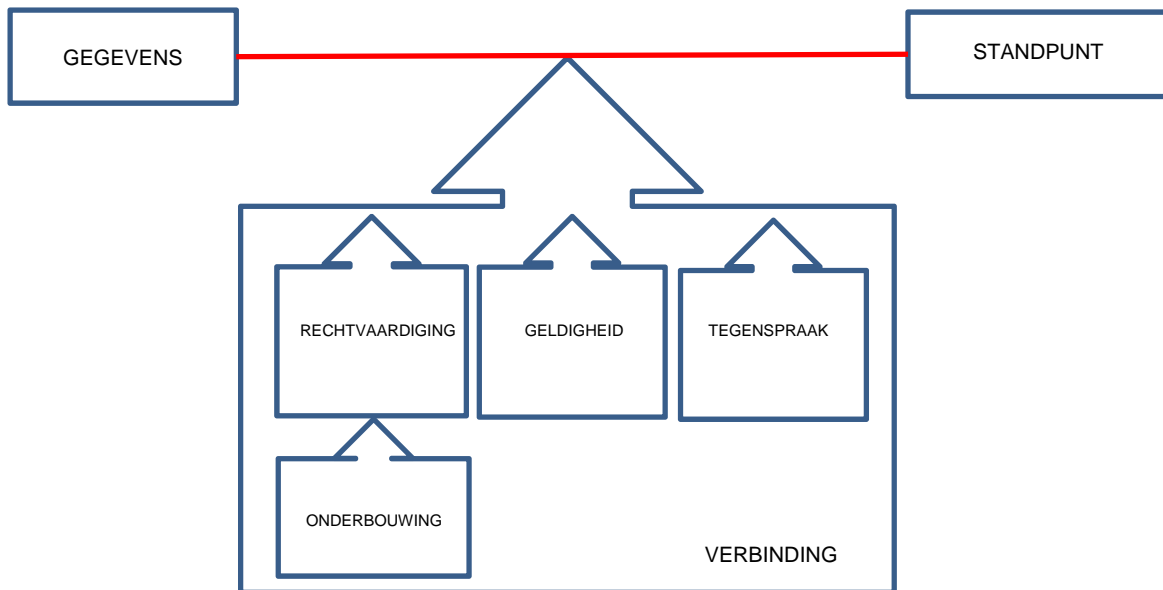 GEGEVENS
STANDPUNT
RECHTVAARDIGING
GELDIGHEID
TEGENSPRAAK
ONDERBOUWING
VERBINDING